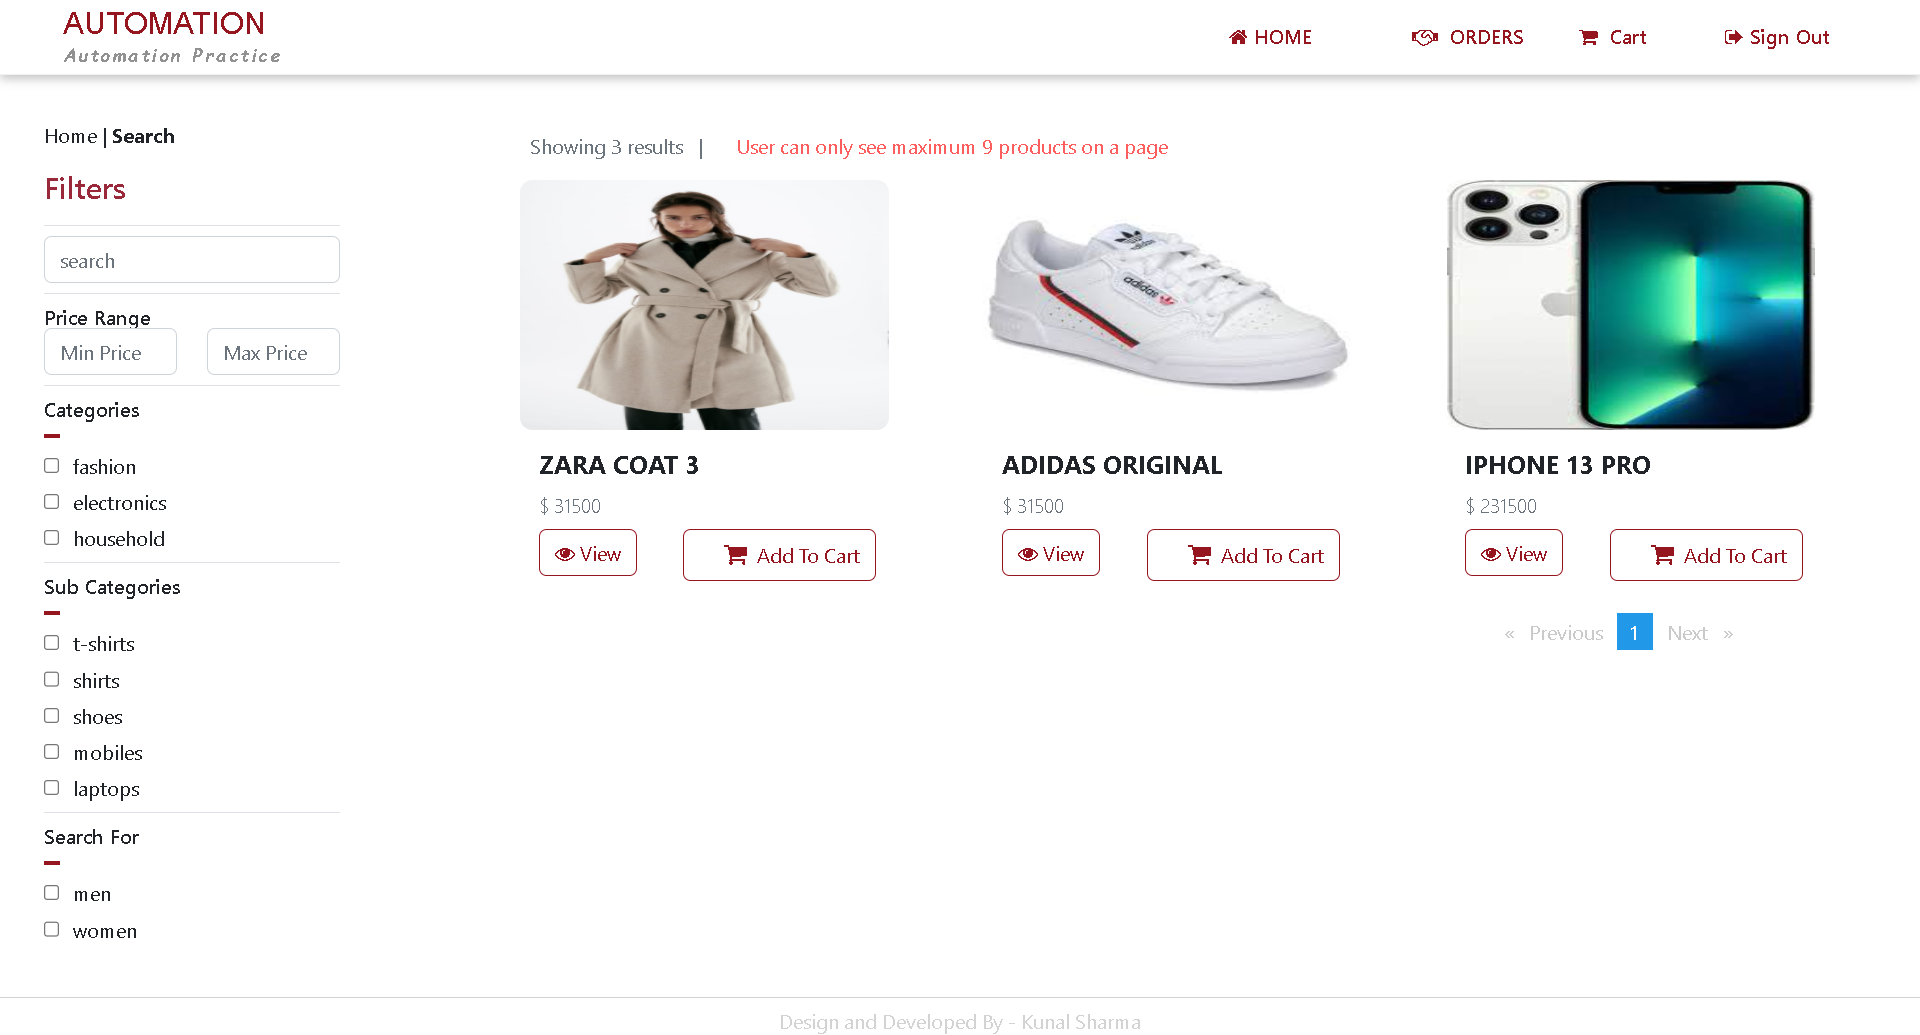 AUTOMATION
Automation Practice
HOME
ORDERS
Cart
Sign Out
Home | Search
Filters
search
Price Range
Min Price
Max Price
Categories
fashion
electronics
household
Sub Categories
t-shirts
shirts
shoes
mobiles
laptops
Search For
men
women
Showing 3 results |
User can only see maximum 9 products on a page
adidas
adidas
ZARA COAT 3
$ 31500
View
Add To Cart
ADIDAS ORIGINAL
$ 31500
View
Add To Cart
IPHONE 13 PRO
$ 231500
View
Add To Cart
« Previous
1
Next »
Design and Developed By - Kunal Sharma